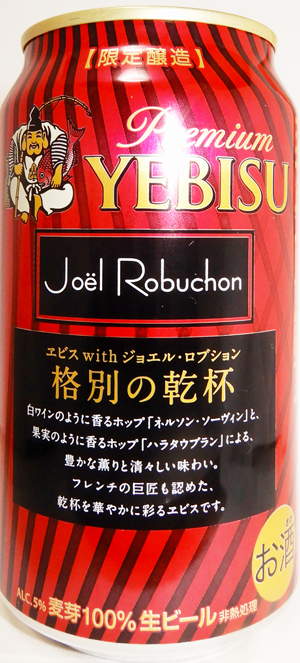 【限定醸造】
Premium
YEBISU
Joël Robuchon
ヱビス with ジョエル・ロブション
格別の乾杯
白ワインのように香るホップ「ネルソン・ソーヴィン」と、
果実のように香るホップ「ハラタウブラン」による、
豊かな薫りと清々しい味わい。
フレンチの巨匠も認めた、
乾杯を華やかに彩るヱビスです。
お酒
ALC.5% 麦芽100% 生ビール 非熱処理